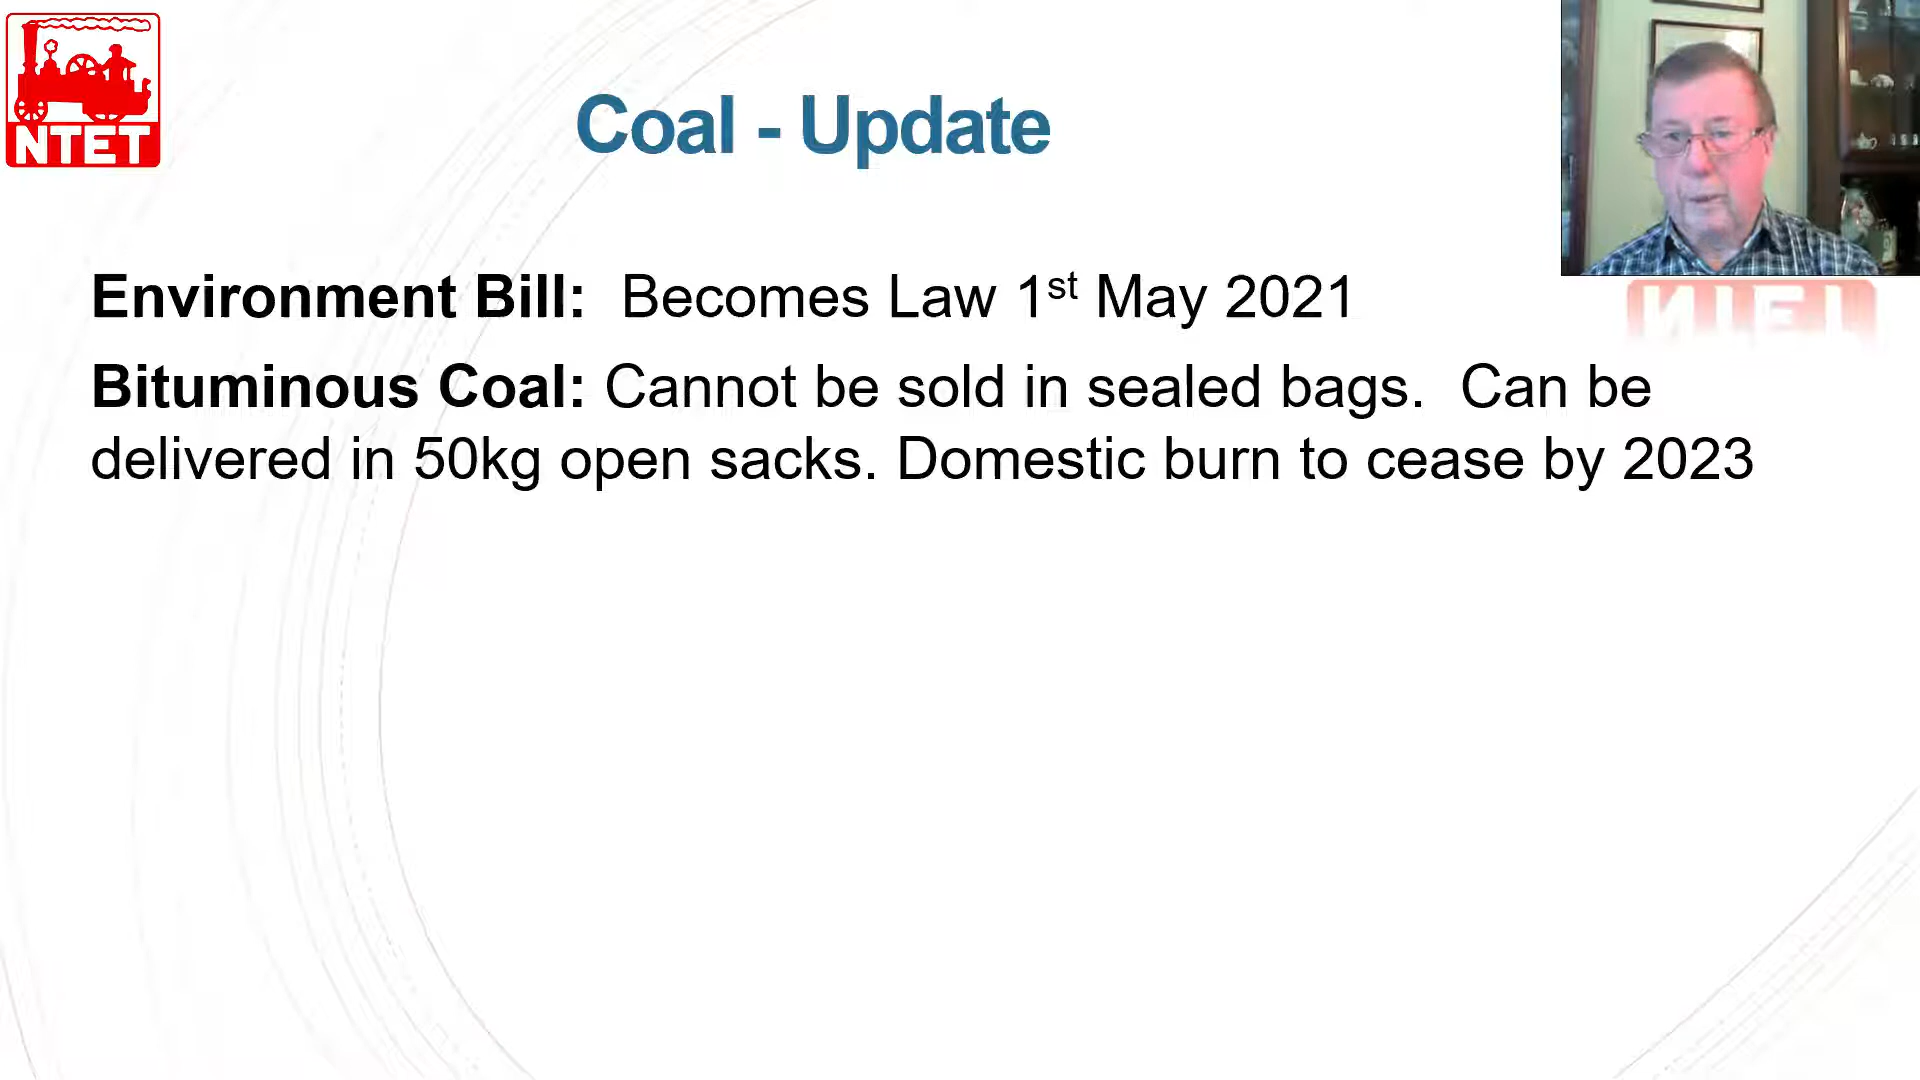 NTET
Coal - Update
Environment Bill: Becomes Law 1st May 2021
Bituminous Coal: Cannot be sold in sealed bags. Can be
delivered in 50kg open sacks. Domestic burn to cease by 2023
NTET